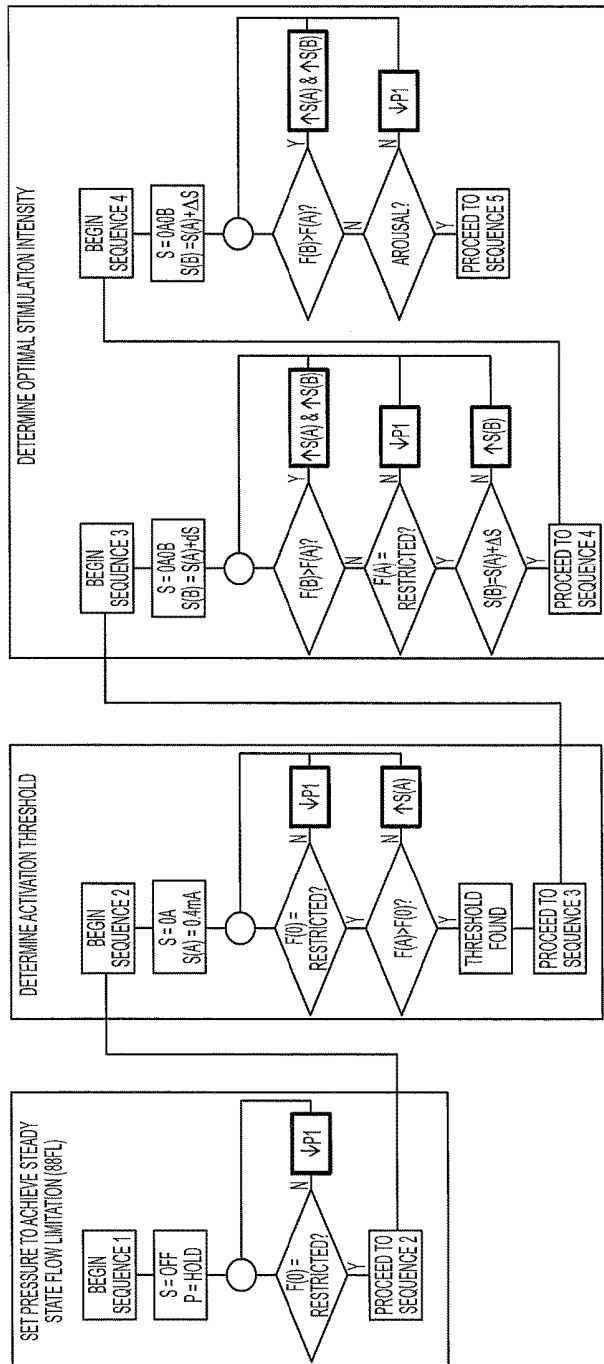 SET PRESSURE TO ACHIEVE STEADY
STATE FLOW LIMITATION (88FL)
BEGIN
SEQUENCE 1
S = OFF
P = HOLD
F(0) =
RESTRICTED?
N
↓P1
Y
PROCEED TO
SEQUENCE 2
DETERMINE ACTIVATION THRESHOLD
BEGIN
SEQUENCE 2
S = 0A
S(A) = 0.4mA
F(0) =
RESTRICTED?
N
↓P1
Y
F(A)>F(0)?
N
↑S(A)
Y
THRESHOLD
FOUND
PROCEED TO
SEQUENCE 3
DETERMINE OPTIMAL STIMULATION INTENSITY
BEGIN
SEQUENCE 3
S = 0A0B
S(B) = S(A)+dS
F(B)>F(A)?
Y
↑S(A) & ↑S(B)
N
F(A) =
RESTRICTED?
N
↓P1
Y
S(B)=S(A)+ΔS
N
↑S(B)
Y
PROCEED TO
SEQUENCE 4
BEGIN
SEQUENCE 4
S = 0A0B
S(B)=S(A)+ΔS
F(B)>F(A)?
Y
↑S(A) & ↑S(B)
N
AROUSAL?
N
↓P1
Y
PROCEED TO
SEQUENCE 5